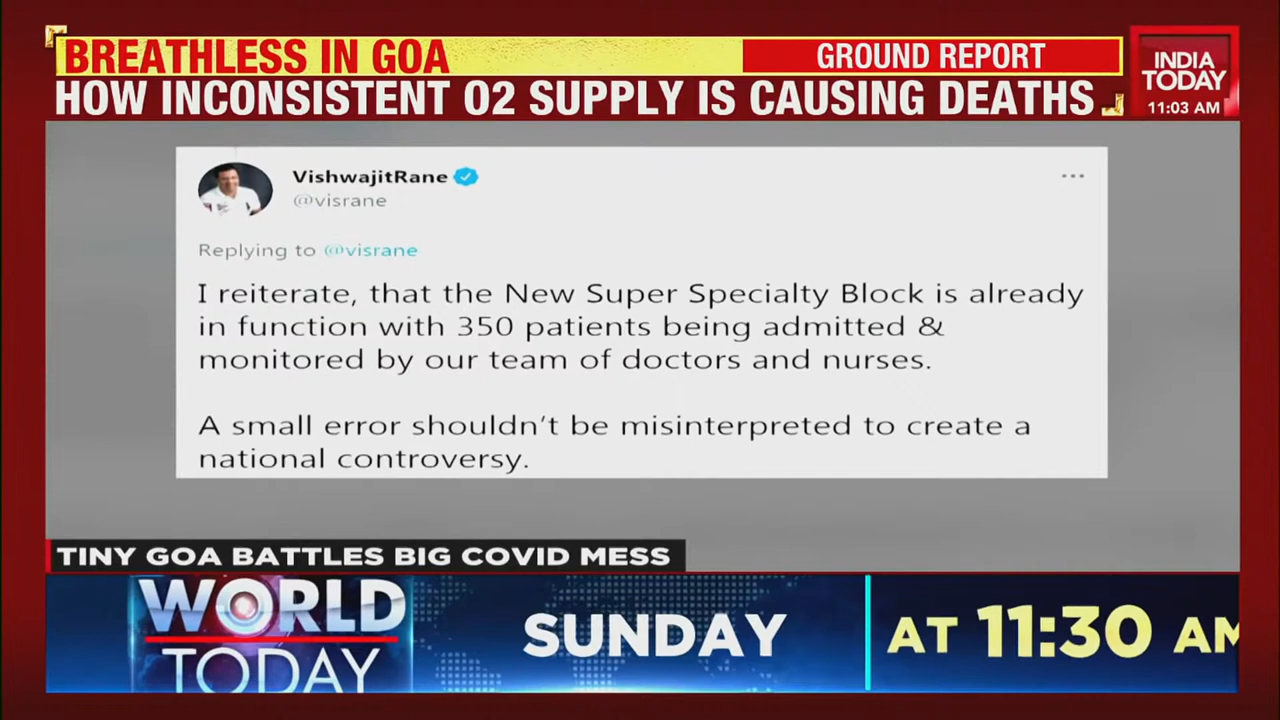 BREATHLESS IN GOA
GROUND REPORT
INDIA
TODAY
11:03 AM
HOW INCONSISTENT O2 SUPPLY IS CAUSING DEATHS
VishwajitRane
@visrane
Replying to @visrane
I reiterate, that the New Super Specialty Block is already
in function with 350 patients being admitted &
monitored by our team of doctors and nurses.
A small error shouldn't be misinterpreted to create a
national controversy.
TINY GOA BATTLES BIG COVID MESS
WORLD
TODAY
SUNDAY
AT 11:30 AM